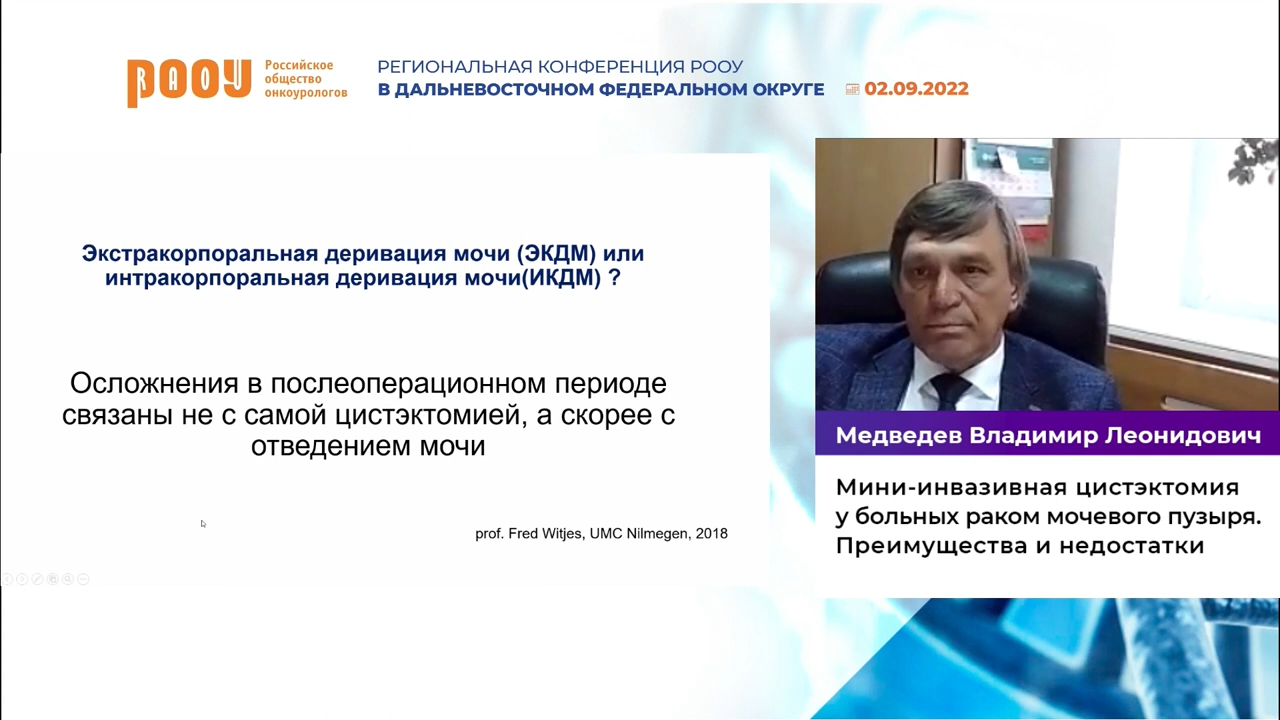 РООУ
RAOU
Российское
общество
онкоурологов
РЕГИОНАЛЬНАЯ КОНФЕРЕНЦИЯ РООУ
В ДАЛЬНЕВОСТОЧНОМ ФЕДЕРАЛЬНОМ ОКРУГЕ
02.09.2022
Экстракорпоральная деривация мочи (ЭКДМ) или
интракорпоральная деривация мочи(ИКДМ) ?
Осложнения в послеоперационном периоде
связаны не с самой цистэктомией, а скорее с
отведением мочи
prof. Fred Witjes, UMC Nilmegen, 2018
Медведев Владимир Леонидович
Мини-инвазивная цистэктомия
у больных раком мочевого пузыря.
Преимущества и недостатки